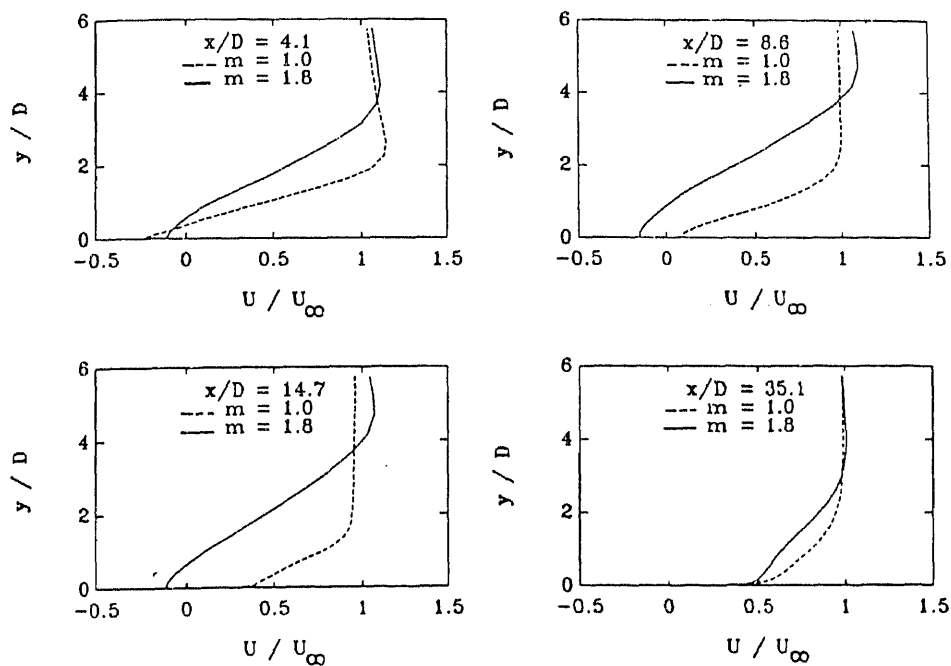 6
x/D = 4.1
m = 1.0
m = 1.8
4
y / D
2
0
-0.5 0 0.5 1 1.5
U / U∞
6
x/D = 8.6
m = 1.0
m = 1.8
4
y / D
2
0
-0.5 0 0.5 1 1.5
U / U∞
6
x/D = 14.7
m = 1.0
m = 1.8
4
y / D
2
0
-0.5 0 0.5 1 1.5
U / U∞
6
x/D = 35.1
m = 1.0
m = 1.8
4
y / D
2
0
-0.5 0 0.5 1 1.5
U / U∞